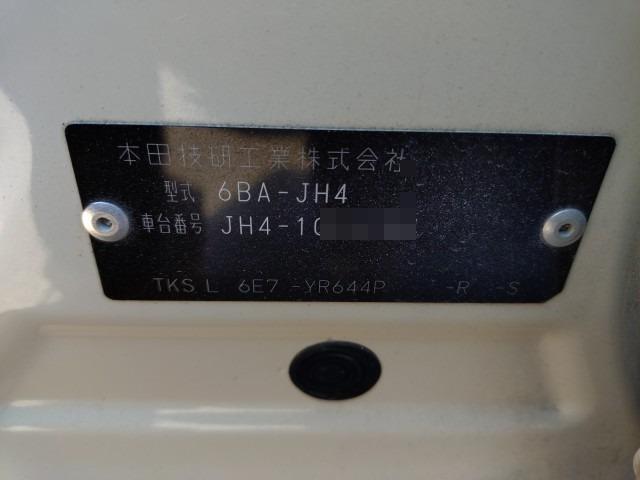 本田技研工業株式会社
型式 6BA-JH4
車台番号 JH4-10
TKS L 6E7 -YR644P -R -S